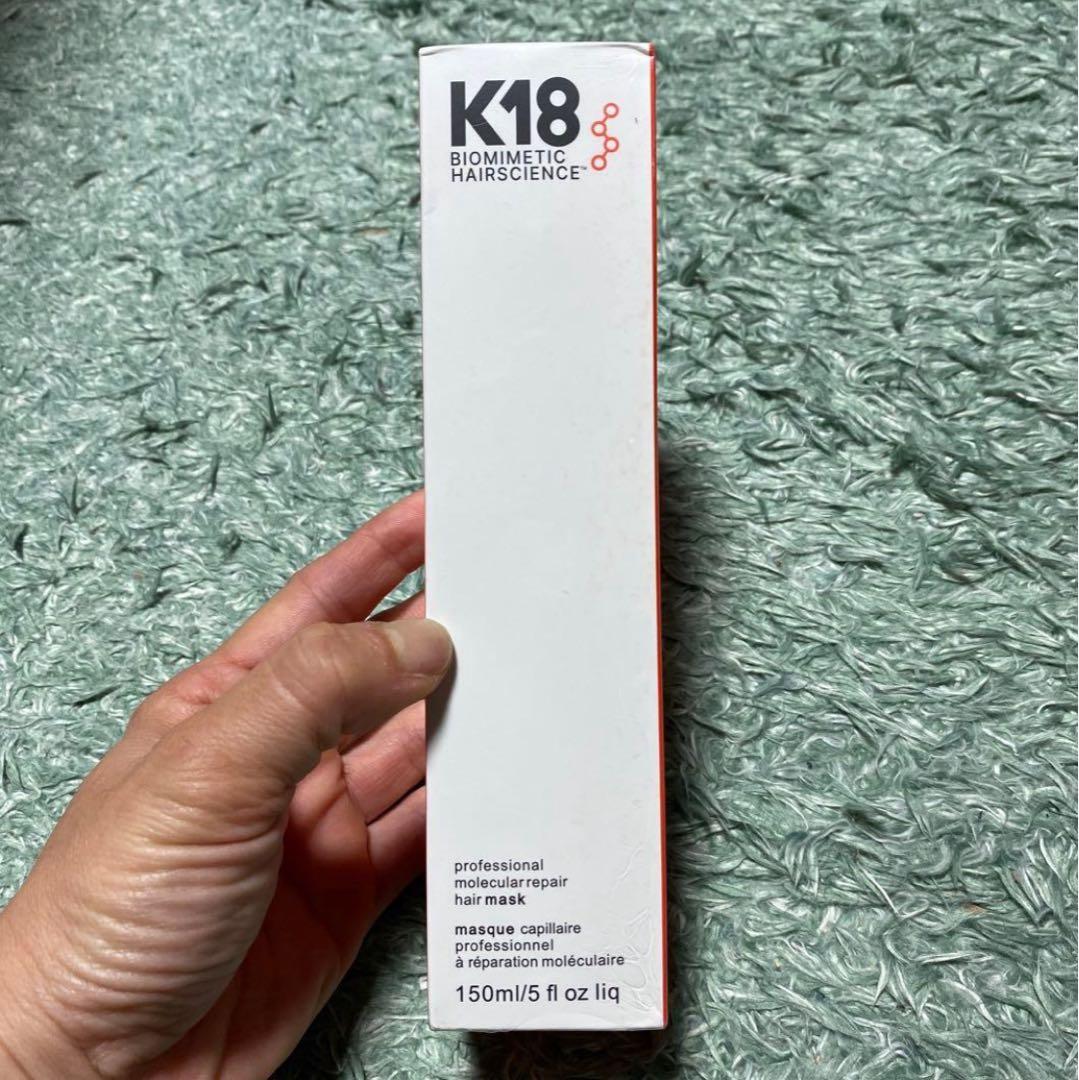 K18
BIOMIMETIC
HAIRSCIENCE™
professional
molecular repair
hair mask
masque capillaire
professionnel
à réparation moléculaire
150ml/5 fl oz liq